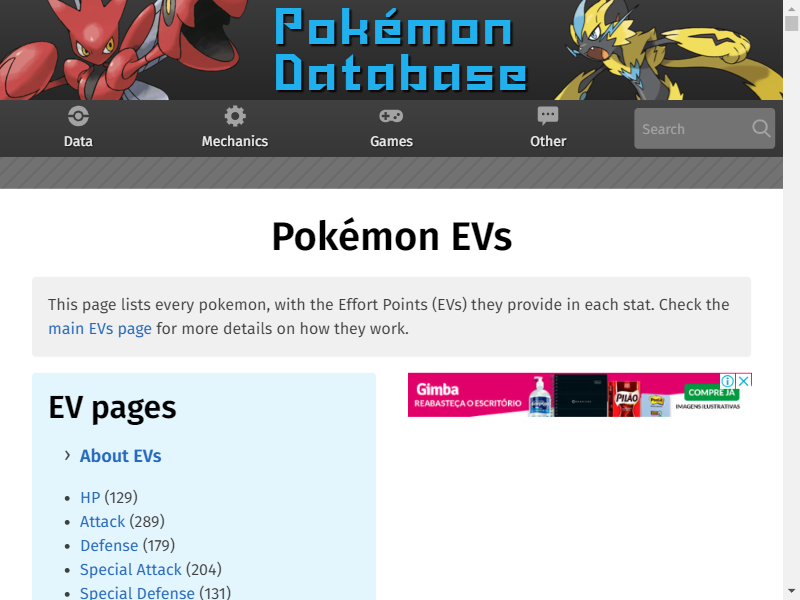 Pokémon
Database
Data
Mechanics
Games
Other
Search
Pokémon EVs
This page lists every pokemon, with the Effort Points (EVs) they provide in each stat. Check the
main EVs page for more details on how they work.
EV pages
About EVs
HP (129)
Attack (289)
Defense (179)
Special Attack (204)
Special Defense (131)
Gimba
REABASTEÇA O ESCRITÓRIO
PILÃO
COMPRE JÁ
IMAGENS ILUSTRATIVAS